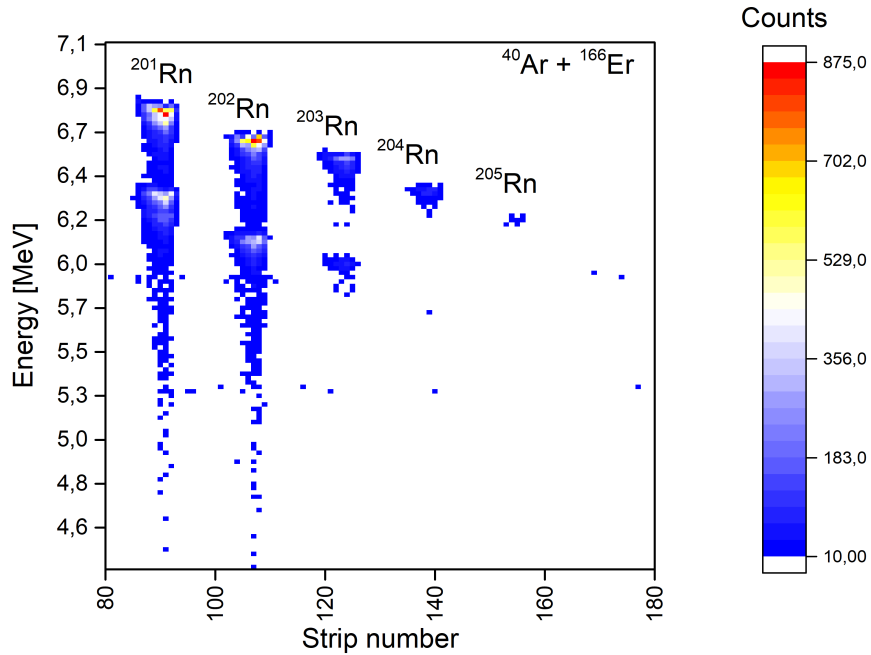 Counts
7,1
6,9
6,7
6,4
6,2
6,0
5,7
5,5
5,3
5,0
4,8
4,6
Energy [MeV]
²⁰¹Rn
²⁰²Rn
²⁰³Rn
²⁰⁴Rn
²⁰⁵Rn
⁴⁰Ar + ¹⁶⁶Er
875,0
702,0
529,0
356,0
183,0
10,00
80
100
120
140
160
180
Strip number